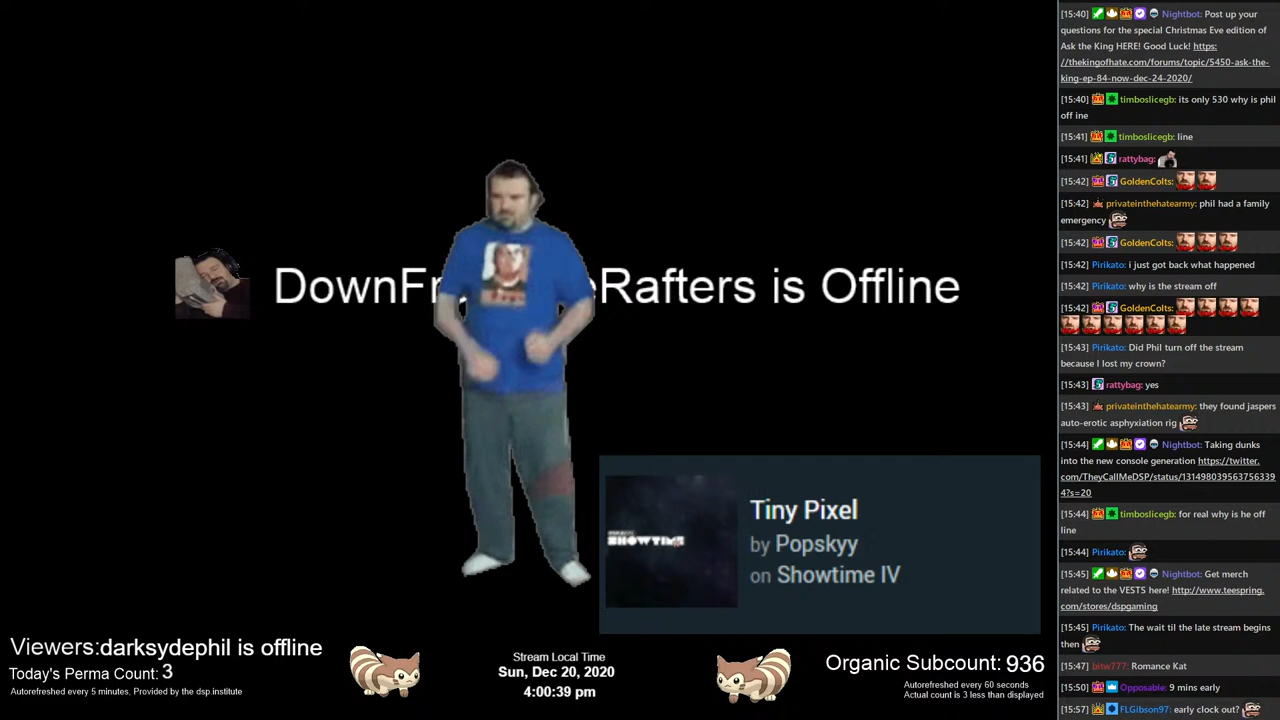 DownFr eRafters is Offline
Tiny Pixel
by Popskyy
on Showtime IV
SHOWTIME
Viewers:darksydephil is offline
Today's Perma Count: 3
Autorefreshed every 5 minutes, Provided by the dsp institute
Stream Local Time
Sun, Dec 20, 2020
4:00:39 pm
Organic Subcount: 936
Autorefreshed every 60 seconds
Actual count is 3 less than displayed
[15:40] Nightbot: Post up your
questions for the special Christmas Eve edition of
Ask the King HERE! Good Luck! https:
//thekingofhate.com/forums/topic/5450-ask-the-
king-ep-84-now-dec-24-2020/
[15:40] timboslicegb: its only 530 why is phil
off ine
[15:41] timboslicegb: line
[15:41] rattybag:
[15:42] GoldenColts:
[15:42] privateinthehatearmy: phil had a family
emergency
[15:42] GoldenColts:
[15:42] Pirikato: i just got back what happened
[15:42] Pirikato: why is the stream off
[15:42] GoldenColts:
[15:43] Pirikato: Did Phil turn off the stream
because I lost my crown?
[15:43] rattybag: yes
[15:43] privateinthehatearmy: they found jaspers
auto-erotic asphyxiation rig
[15:44] Nightbot: Taking dunks
into the new console generation https://twitter.
com/TheyCallMeDSP/status/131498039563756339
4?s=20
[15:44] timboslicegb: for real why is he off
line
[15:44] Pirikato:
[15:45] Nightbot: Get merch
related to the VESTS here! http://www.teespring.
com/stores/dspgaming
[15:45] Pirikato: The wait til the late stream begins
then
[15:47] bitw777: Romance Kat
[15:50] Opposable: 9 mins early
[15:57] FLGibson97: early clock out?